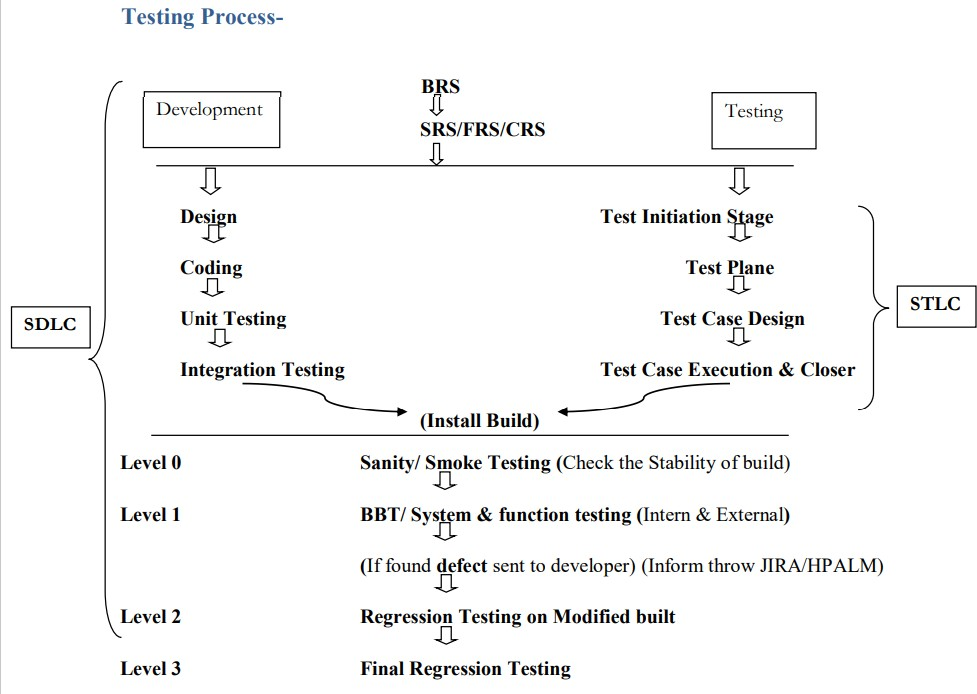 Testing Process-
BRS
Development
Testing
SRS/FRS/CRS
Design
Test Initiation Stage
Coding
Test Plane
SDLC
Unit Testing
Test Case Design
STLC
Integration Testing
Test Case Execution & Closer
(Install Build)
Level 0 Sanity/ Smoke Testing (Check the Stability of build)
Level 1 BBT/ System & function testing (Intern & External)
(If found defect sent to developer) (Inform throw JIRA/HPALM)
Level 2 Regression Testing on Modified built
Level 3 Final Regression Testing